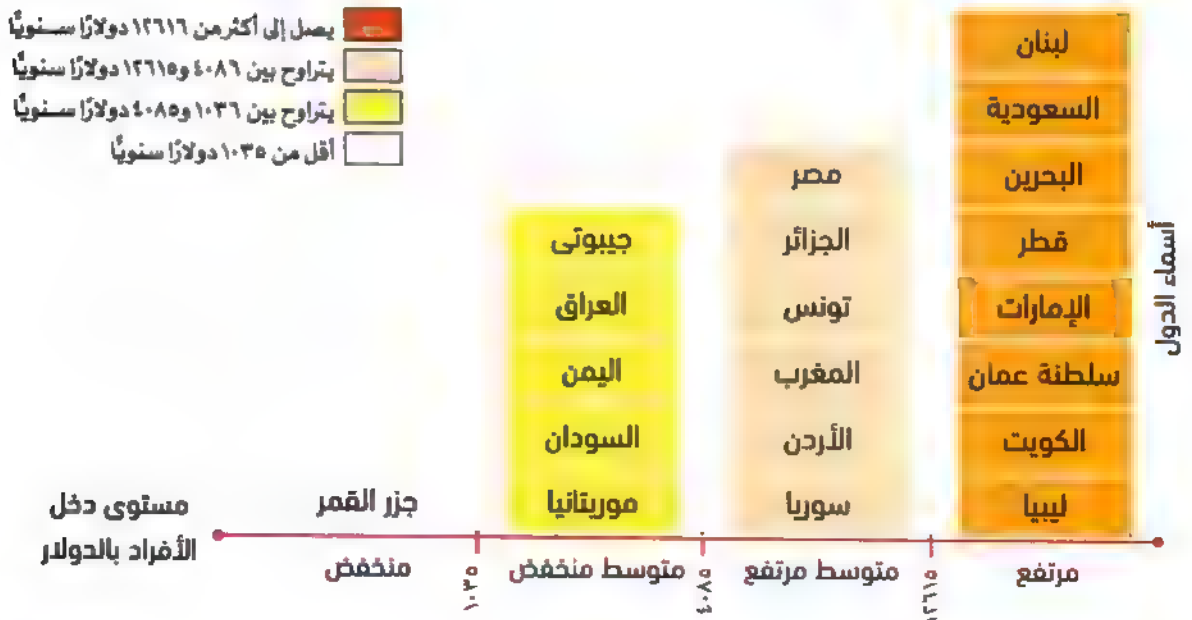 يصل إلى أكثر من ١٢٦١٦ دولارًا سنويًا
يتراوح بين ٤٠٨٦ و١٢٦١٥ دولارًا سنويًا
يتراوح بين ١٠٣٦ و٤٠٨٥ دولارًا سنويًا
أقل من ١٠٣٥ دولارًا سنويًا
أسماء الدول
لبنان
السعودية
البحرين
قطر
الإمارات
سلطنة عمان
الكويت
ليبيا
مصر
الجزائر
تونس
المغرب
الأردن
سوريا
جيبوتى
العراق
اليمن
السودان
موريتانيا
جزر القمر
مرتفع
١٢٦١٥
متوسط مرتفع
٤٠٨٥
متوسط منخفض
١٠٣٥
منخفض
مستوى دخل
الأفراد بالدولار